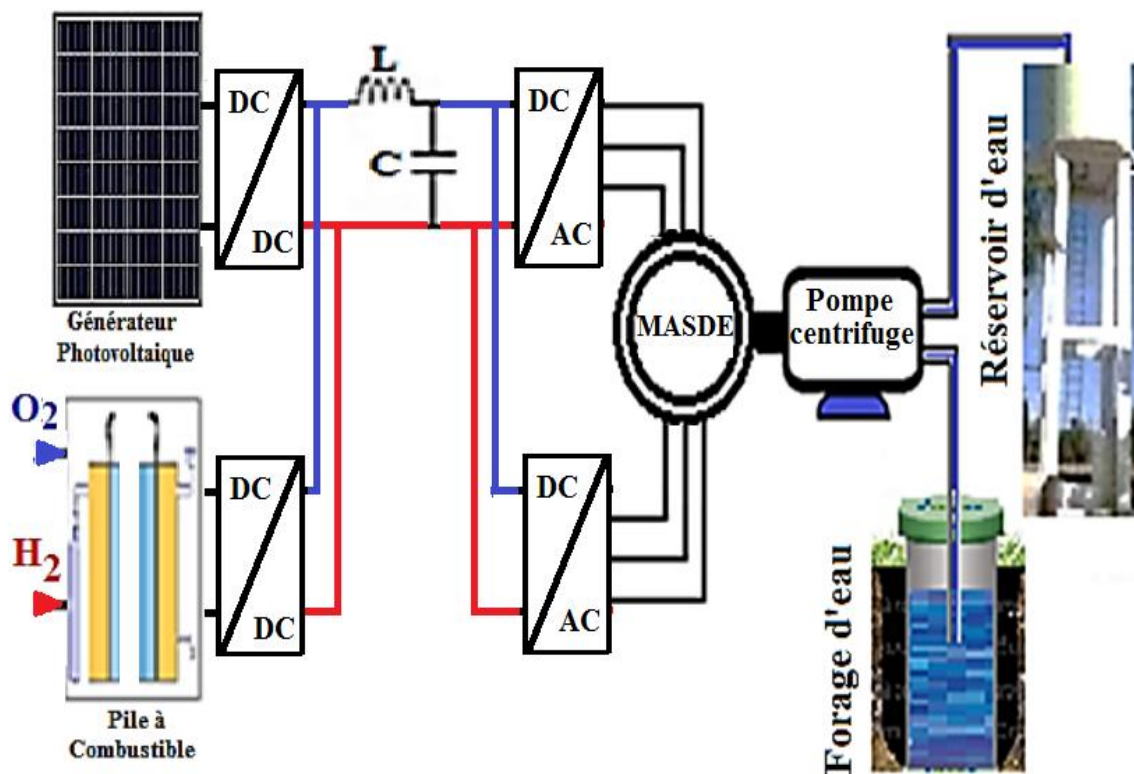 Générateur
Photovoltaique
O2
H2
Pile à
Combustible
DC
DC
DC
DC
L
C
DC
AC
DC
AC
MASDE
Pompe
centrifuge
Réservoir d'eau
Forage d'eau